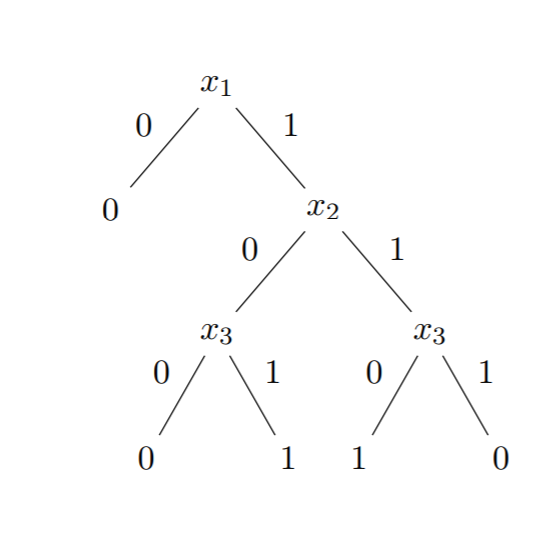 x₁
0 1
0 x₂
0 1
x₃ x₃
0 1 0 1
0 1 1 0